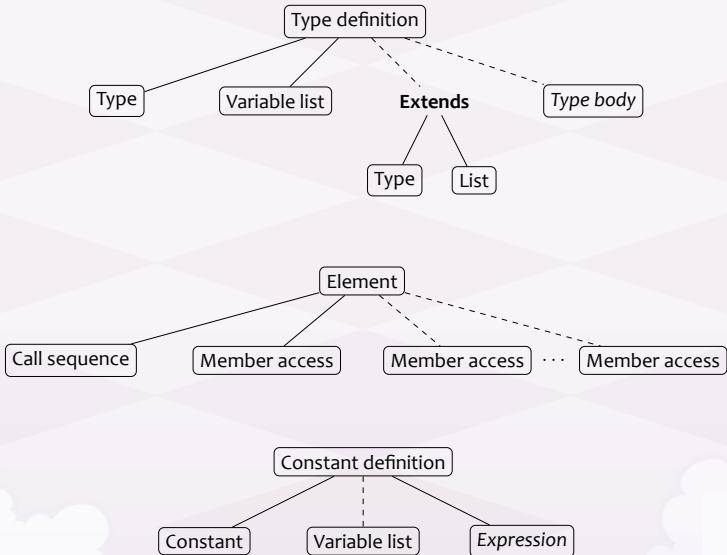 Type definition
Type Variable list Extends Type body
Type List
Element
Call sequence Member access Member access ··· Member access
Constant definition
Constant Variable list Expression